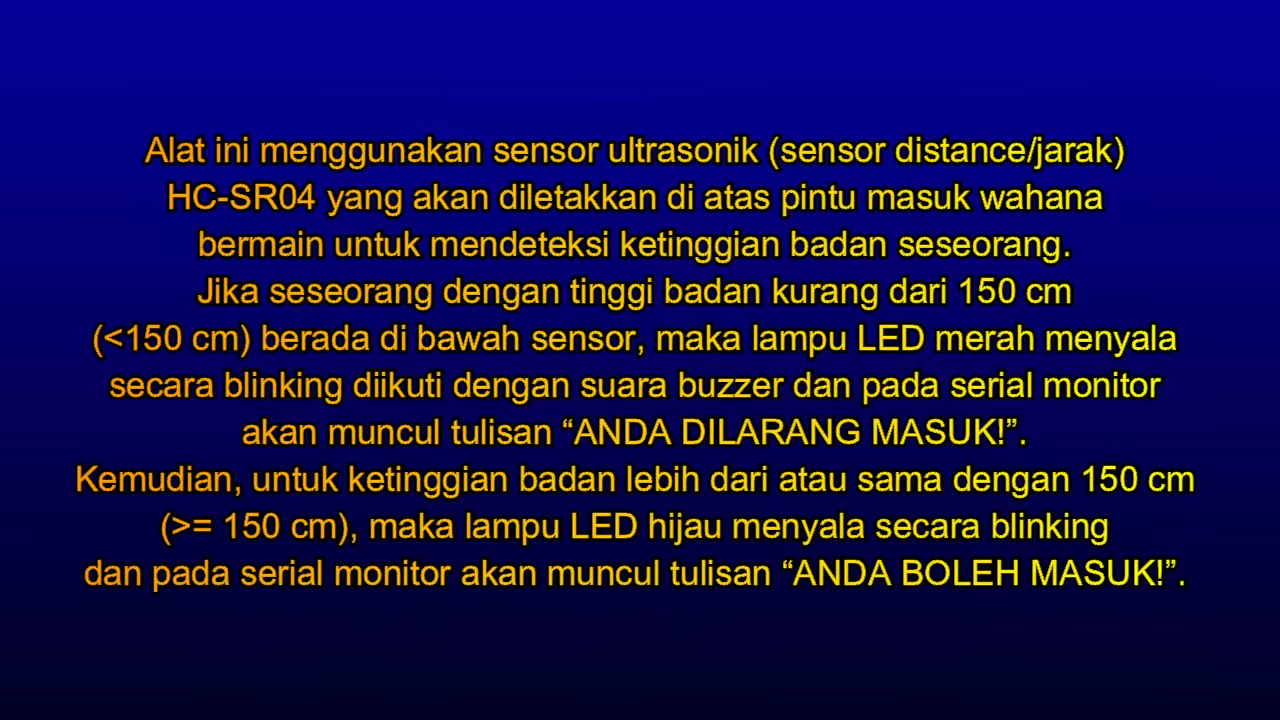 Alat ini menggunakan sensor ultrasonik (sensor distance/jarak)
HC-SR04 yang akan diletakkan di atas pintu masuk wahana
bermain untuk mendeteksi ketinggian badan seseorang.
Jika seseorang dengan tinggi badan kurang dari 150 cm
(<150 cm) berada di bawah sensor, maka lampu LED merah menyala
secara blinking diikuti dengan suara buzzer dan pada serial monitor
akan muncul tulisan “ANDA DILARANG MASUK!”.
Kemudian, untuk ketinggian badan lebih dari atau sama dengan 150 cm
(>= 150 cm), maka lampu LED hijau menyala secara blinking
dan pada serial monitor akan muncul tulisan “ANDA BOLEH MASUK!”.